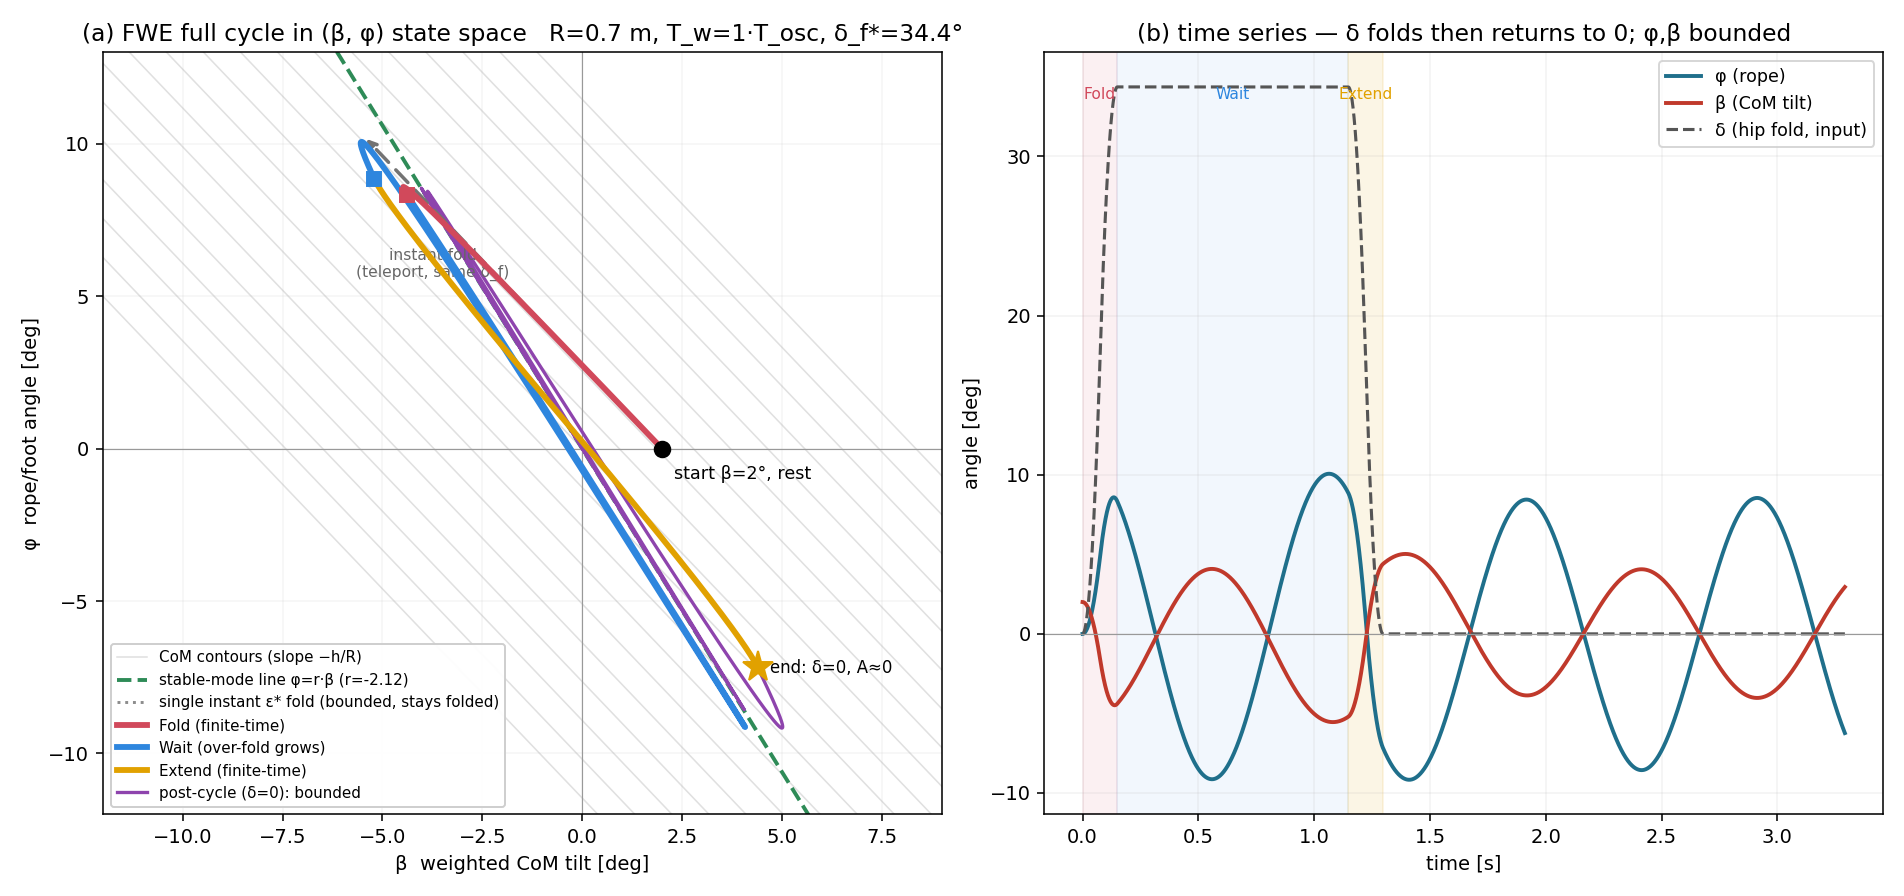 (a) FWE full cycle in (β, φ) state space   R=0.7 m, T_w=1·T_osc, δ_f*=34.4°
φ  rope/foot angle [deg]
10
5
0
−5
−10
instant fold
(teleport, same δ_f)
start β=2°, rest
end: δ=0, A≈0
CoM contours (slope −h/R)
stable-mode line φ=r·β (r=-2.12)
single instant ε* fold (bounded, stays folded)
Fold (finite-time)
Wait (over-fold grows)
Extend (finite-time)
post-cycle (δ=0): bounded
−10.0 −7.5 −5.0 −2.5 0.0 2.5 5.0 7.5
β  weighted CoM tilt [deg]
(b) time series — δ folds then returns to 0; φ,β bounded
angle [deg]
30
20
10
0
−10
Fold Wait Extend
φ (rope)
β (CoM tilt)
δ (hip fold, input)
0.0 0.5 1.0 1.5 2.0 2.5 3.0
time [s]